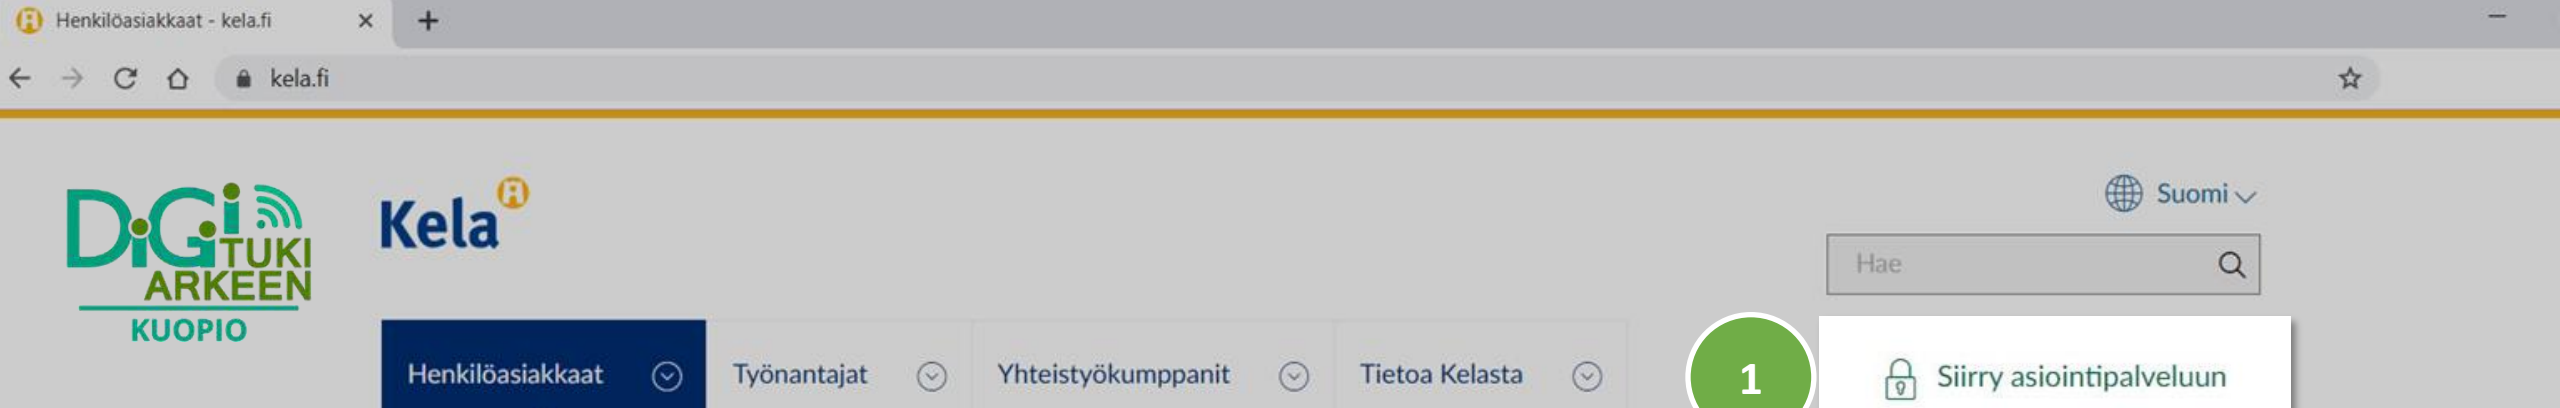 Henkilöasiakkaat - kela.fi
kela.fi
DiGi
TUKI
ARKEEN
KUOPIO
Kela
Suomi
Hae
Henkilöasiakkaat
Työnantajat
Yhteistyökumppanit
Tietoa Kelasta
1
Siirry asiointipalveluun